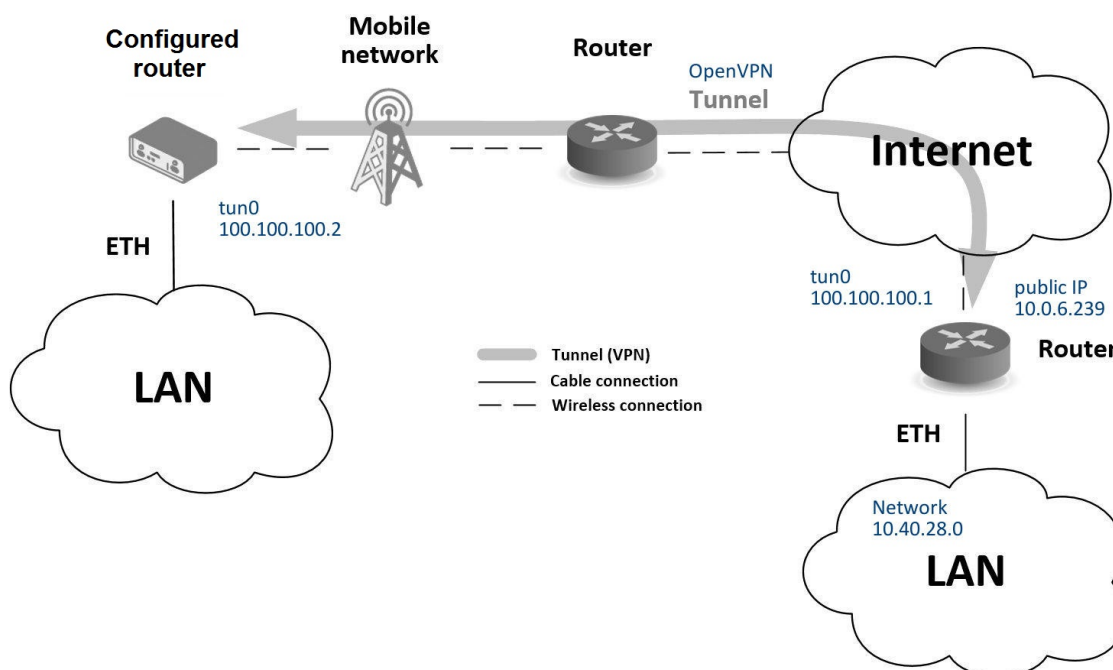 Configured
router
Mobile
network
Router
OpenVPN
Tunnel
Internet
tun0
100.100.100.2
ETH
LAN
tun0
100.100.100.1
public IP
10.0.6.239
Router
Tunnel (VPN)
Cable connection
Wireless connection
ETH
Network
10.40.28.0
LAN